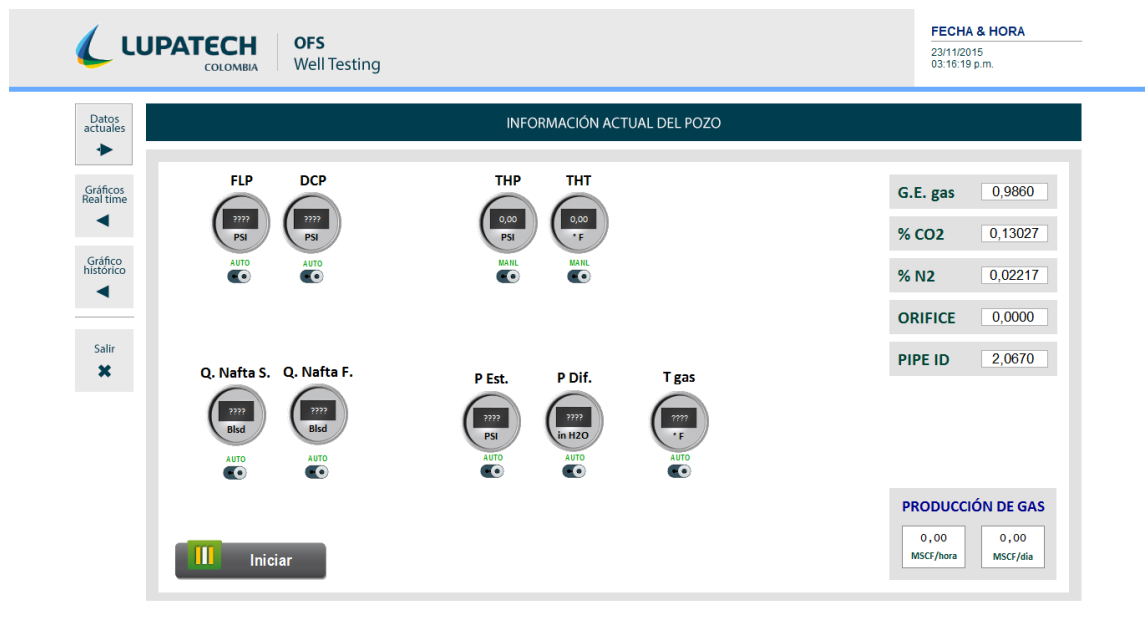 LUPATECH
COLOMBIA
OFS
Well Testing
FECHA & HORA
23/11/2015
03:16:19 p.m.
Datos
actuales
Gráficos
Real time
Gráfico
histórico
Salir
INFORMACIÓN ACTUAL DEL POZO
FLP DCP THP THT
???? ???? 0,00 0,00
PSI PSI PSI ° F
AUTO AUTO MANL MANL
Q. Nafta S. Q. Nafta F. P Est. P Dif. T gas
???? ???? ???? ???? ????
Blsd Blsd PSI in H2O ° F
AUTO AUTO AUTO AUTO AUTO
Iniciar
G.E. gas 0,9860
% CO2 0,13027
% N2 0,02217
ORIFICE 0,0000
PIPE ID 2,0670
PRODUCCIÓN DE GAS
0,00 0,00
MSCF/hora MSCF/dia